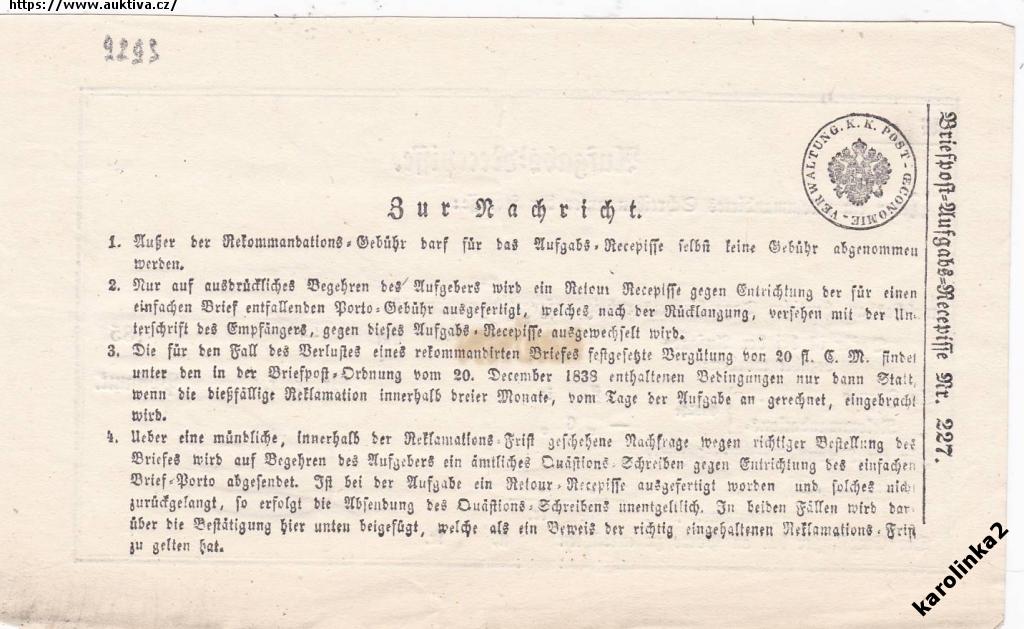 https://www.auktiva.cz/
9293
Zur Nachricht.
VERWALTUNG. K. K. POST-ŒCONOMIE-
Briefpost-Aufgabs-Recepisse Nr. 227.
1. Außer der Rekommandations-Gebühr darf für das Aufgabs-Recepisse selbst keine Gebühr abgenommen
werden.
2. Nur auf ausdrückliches Begehren des Aufgebers wird ein Retour Recepisse gegen Entrichtung der für einen
einfachen Brief entfallenden Porto-Gebühr ausgefertigt, welches nach der Rücklangung, versehen mit der Un-
terschrift des Empfängers, gegen dieses Aufgabs-Recepisse ausgewechselt wird.
3. Die für den Fall des Verlustes eines rekommandirten Briefes festgesetzte Vergütung von 20 fl. C. M. findet
unter den in der Briefpost-Ordnung vom 20. December 1838 enthaltenen Bedingungen nur dann Statt,
wenn die dießfällige Reklamation innerhalb dreier Monate, vom Tage der Aufgabe an gerechnet, eingebracht
wird.
4. Ueber eine mündliche, innerhalb der Reklamations-Frist geschehene Nachfrage wegen richtiger Bestellung des
Briefes wird auf Begehren des Aufgebers ein ämtliches Quästions-Schreiben gegen Entrichtung des einfachen
Brief-Porto abgesendet. Ist bei der Aufgabe ein Retour-Recepisse ausgefertigt worden und solches nicht
zurückgelangt, so erfolgt die Absendung des Quästions-Schreibens unentgeltlich. In beiden Fällen wird dar-
über die Bestätigung hier unten beigefügt, welche als ein Beweis der richtig eingehaltenen Reklamations-Frist
zu gelten hat.
karolinka2